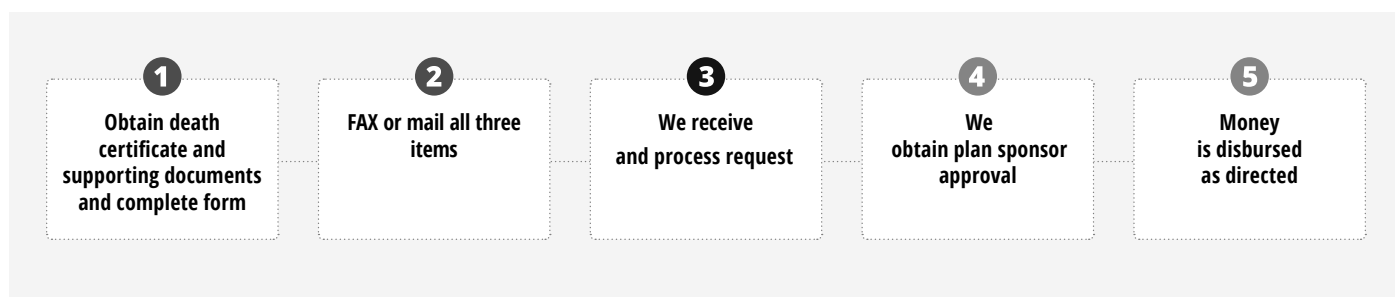 1
Obtain death
certificate and
supporting documents
and complete form
2
FAX or mail all three
items
3
We receive
and process request
4
We
obtain plan sponsor
approval
5
Money
is disbursed
as directed